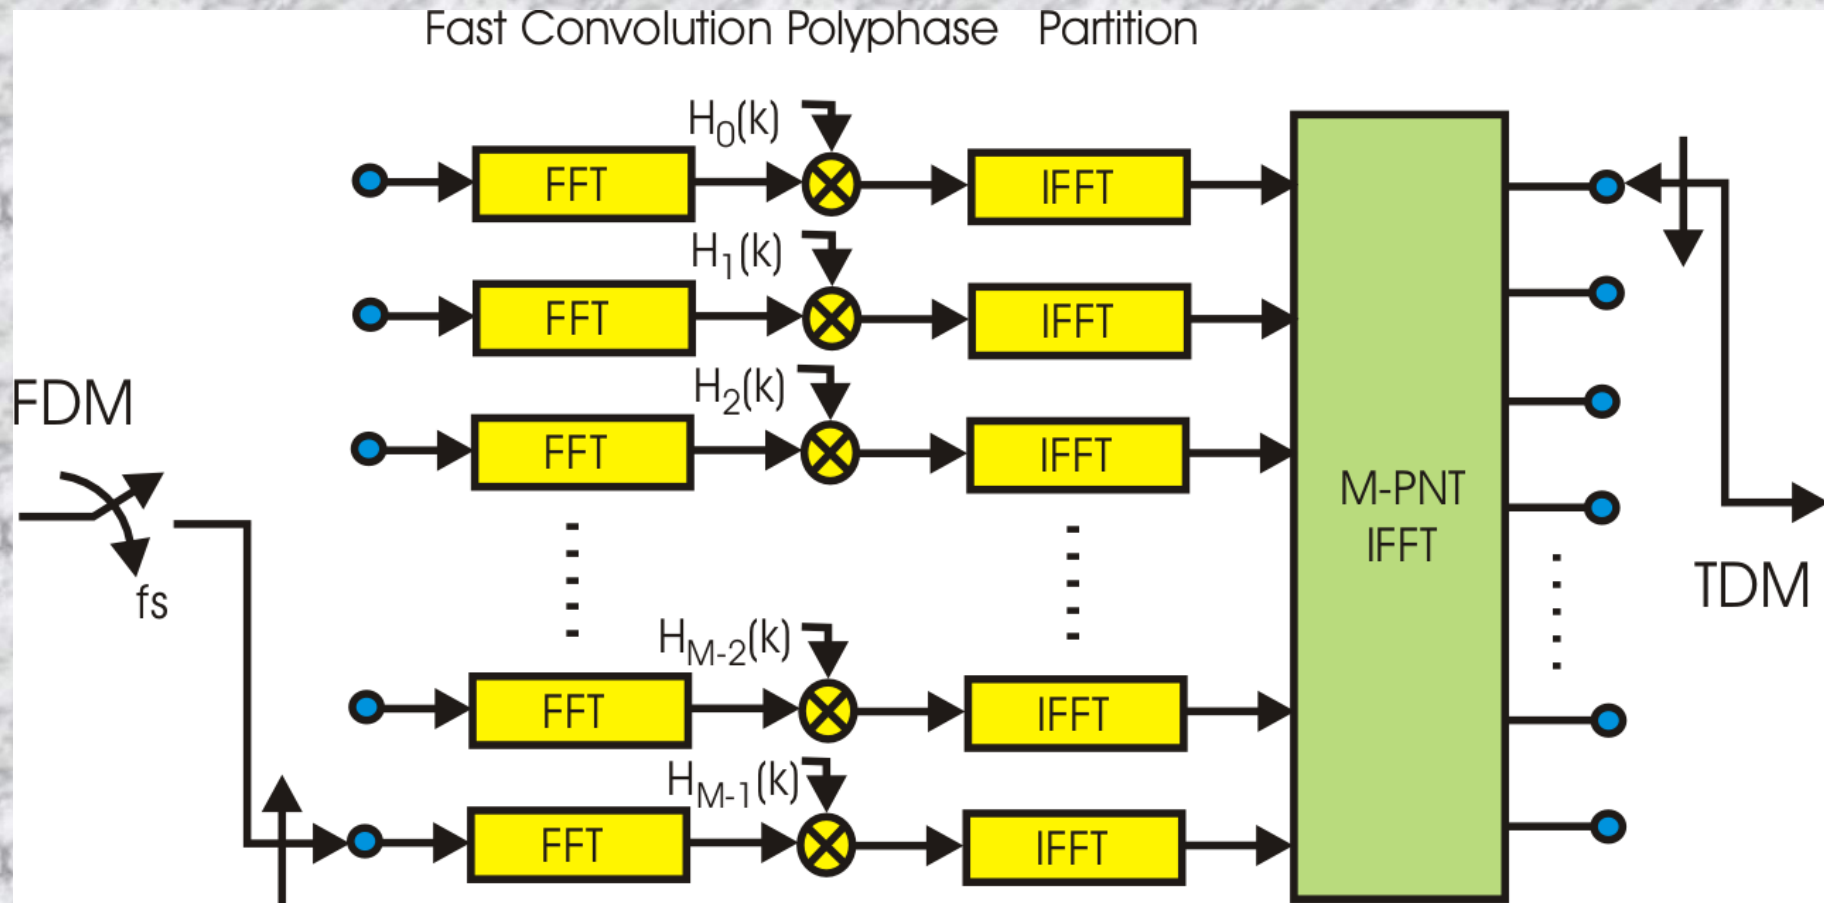 Fast Convolution Polyphase Partition
H0(k)
FFT
IFFT
H1(k)
FFT
IFFT
H2(k)
FFT
IFFT
FDM
fs
M-PNT
IFFT
TDM
HM-2(k)
FFT
IFFT
HM-1(k)
FFT
IFFT